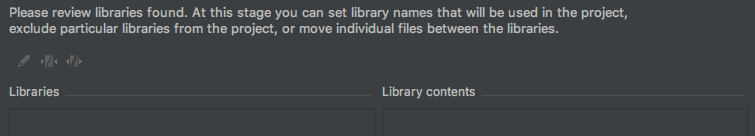 Please review libraries found. At this stage you can set library names that will be used in the project,
exclude particular libraries from the project, or move individual files between the libraries.
Libraries
Library contents